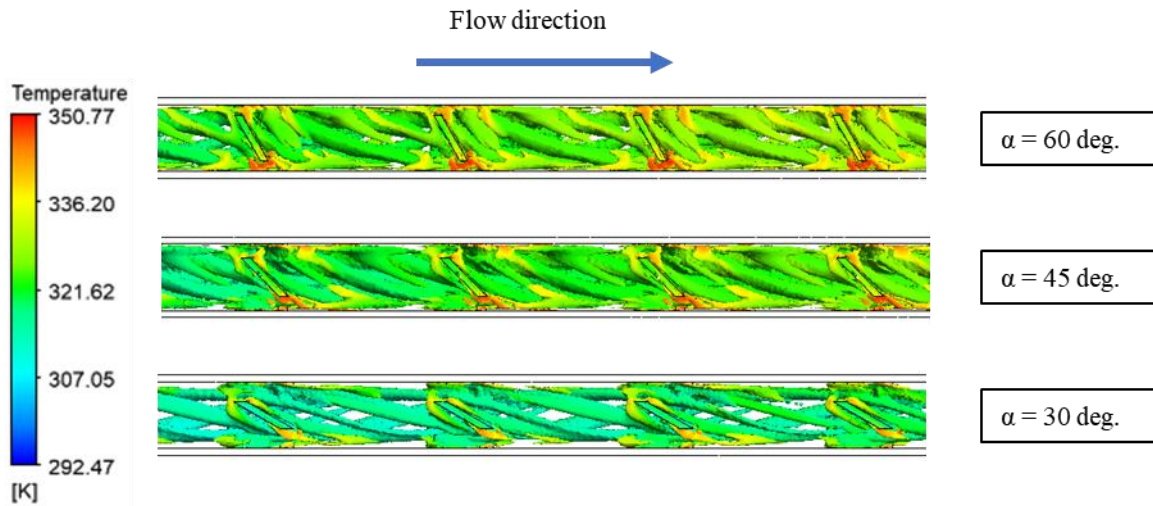 Flow direction
Temperature
350.77
336.20
321.62
307.05
292.47
[K]
α = 60 deg.
α = 45 deg.
α = 30 deg.